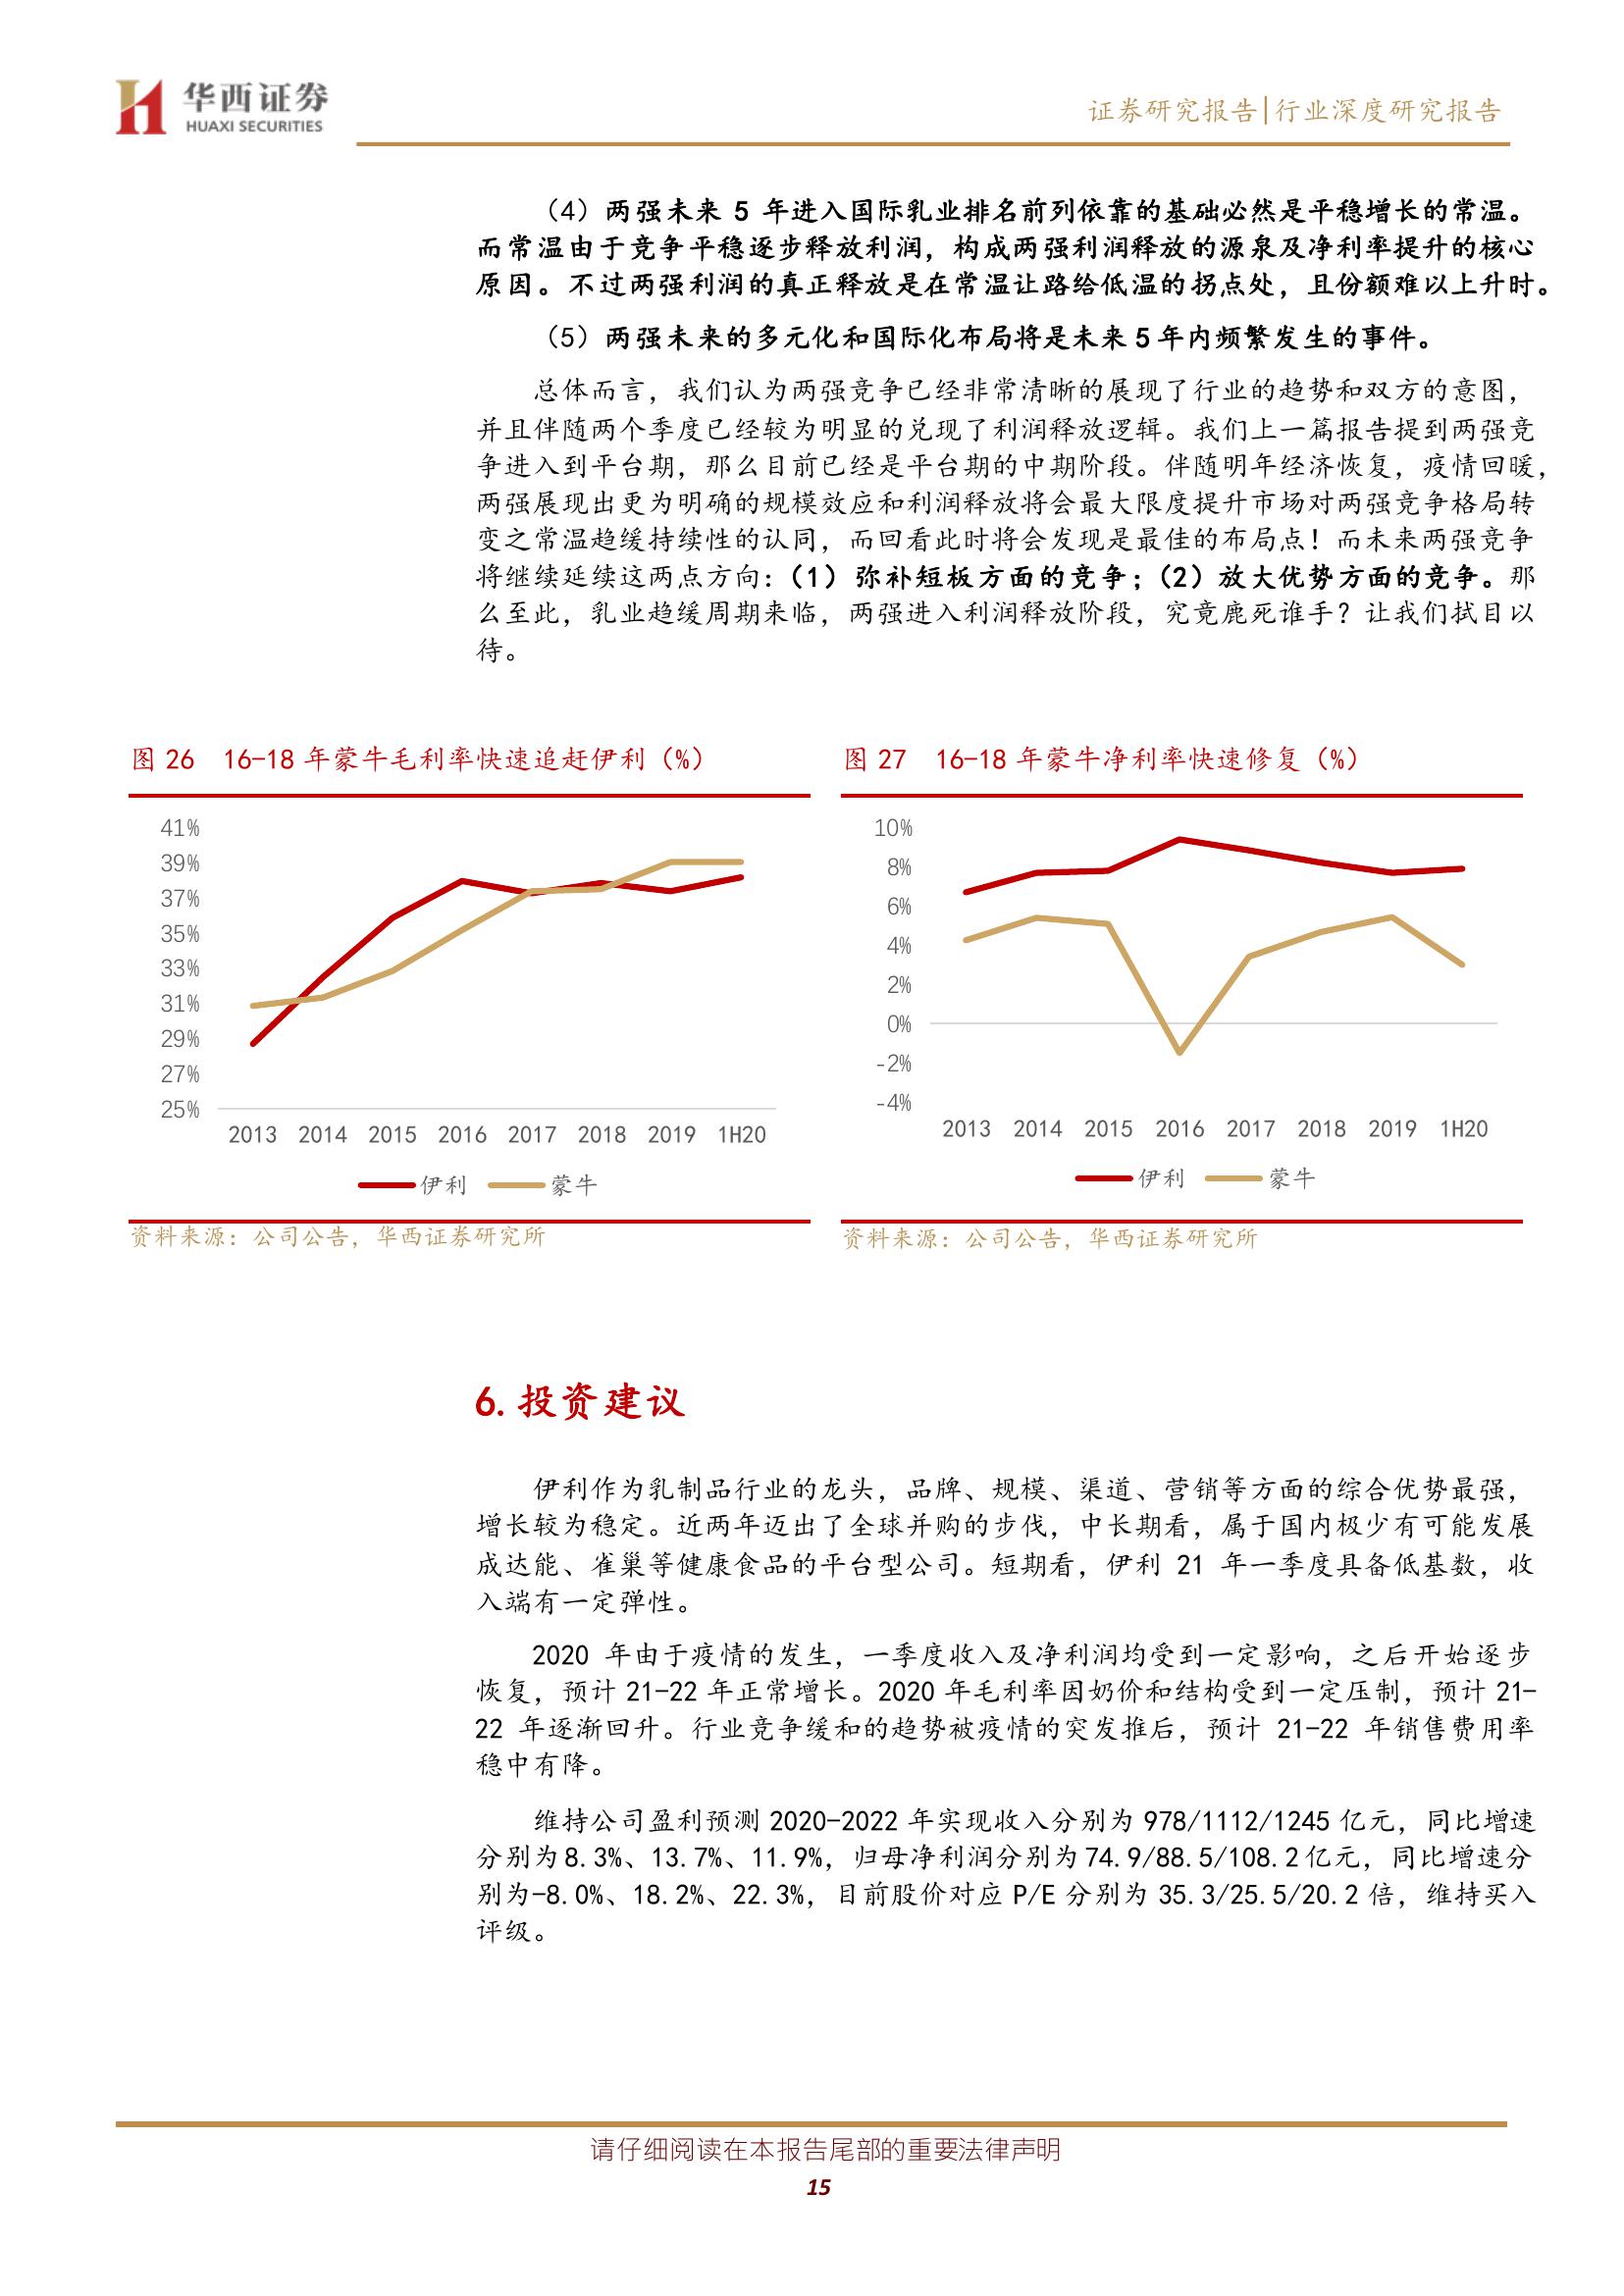 华西证券
HUAXI SECURITIES
证券研究报告|行业深度研究报告
（4）两强未来 5 年进入国际乳业排名前列依靠的基础必然是平稳增长的常温。
而常温由于竞争平稳逐步释放利润，构成两强利润释放的源泉及净利率提升的核心
原因。不过两强利润的真正释放是在常温让路给低温的拐点处，且份额难以上升时。
（5）两强未来的多元化和国际化布局将是未来 5 年内频繁发生的事件。
总体而言，我们认为两强竞争已经非常清晰的展现了行业的趋势和双方的意图，
并且伴随两个季度已经较为明显的兑现了利润释放逻辑。我们上一篇报告提到两强竞
争进入到平台期，那么目前已经是平台期的中期阶段。伴随明年经济恢复，疫情回暖，
两强展现出更为明确的规模效应和利润释放将会最大限度提升市场对两强竞争格局转
变之常温趋缓持续性的认同，而回看此时将会发现是最佳的布局点！而未来两强竞争
将继续延续这两点方向：（1）弥补短板方面的竞争；（2）放大优势方面的竞争。那
么至此，乳业趋缓周期来临，两强进入利润释放阶段，究竟鹿死谁手？让我们拭目以
待。
图 26 16-18 年蒙牛毛利率快速追赶伊利（%）
41%
39%
37%
35%
33%
31%
29%
27%
25%
2013 2014 2015 2016 2017 2018 2019 1H20
伊利 蒙牛
资料来源：公司公告，华西证券研究所
图 27 16-18 年蒙牛净利率快速修复（%）
10%
8%
6%
4%
2%
0%
-2%
-4%
2013 2014 2015 2016 2017 2018 2019 1H20
伊利 蒙牛
资料来源：公司公告，华西证券研究所
6.投资建议
伊利作为乳制品行业的龙头，品牌、规模、渠道、营销等方面的综合优势最强，
增长较为稳定。近两年迈出了全球并购的步伐，中长期看，属于国内极少有可能发展
成达能、雀巢等健康食品的平台型公司。短期看，伊利 21 年一季度具备低基数，收
入端有一定弹性。
2020 年由于疫情的发生，一季度收入及净利润均受到一定影响，之后开始逐步
恢复，预计 21-22 年正常增长。2020 年毛利率因奶价和结构受到一定压制，预计 21-
22 年逐渐回升。行业竞争缓和的趋势被疫情的突发推后，预计 21-22 年销售费用率
稳中有降。
维持公司盈利预测 2020-2022 年实现收入分别为 978/1112/1245 亿元，同比增速
分别为 8.3%、13.7%、11.9%，归母净利润分别为 74.9/88.5/108.2 亿元，同比增速分
别为-8.0%、18.2%、22.3%，目前股价对应 P/E 分别为 35.3/25.5/20.2 倍，维持买入
评级。
请仔细阅读在本报告尾部的重要法律声明
15